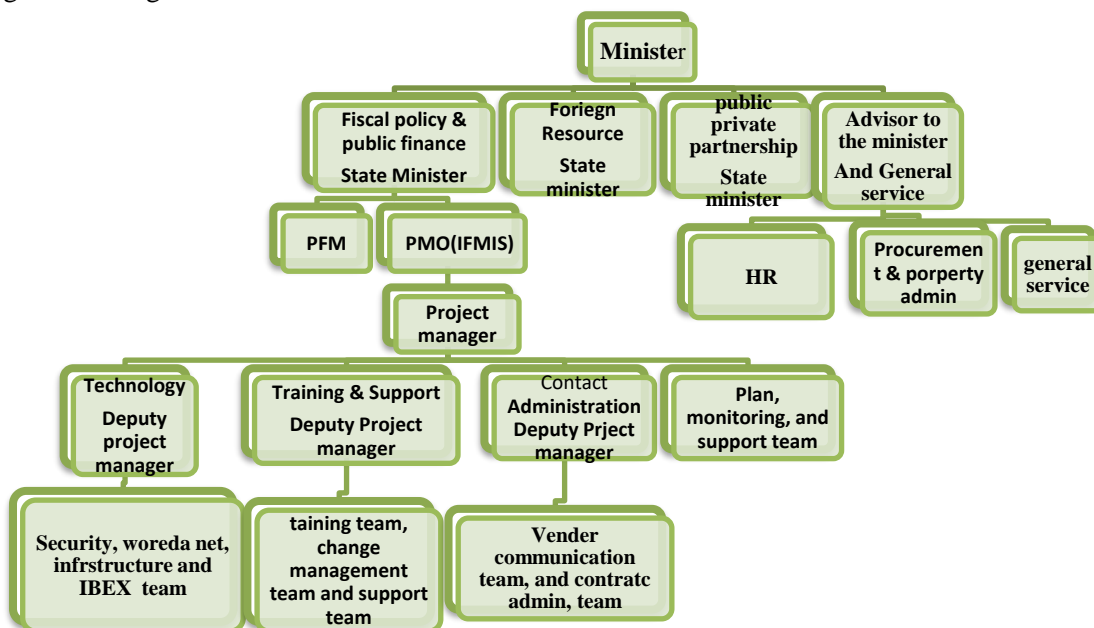 Minister
Fiscal policy &
public finance
State Minister
Foriegn
Resource
State
minister
public
private
partnership
State
minister
Advisor to
the minister
And General
service
PFM
PMO(IFMIS)
HR
Procuremen
t & porperty
admin
general
service
Project
manager
Technology
Deputy
project
manager
Training & Support
Deputy Project
manager
Contact
Administration
Deputy Prject
manager
Plan,
monitoring, and
support team
Security, woreda net,
infrstructure and
IBEX team
taining team,
change
management
team and support
team
Vender
communication
team, and contratc
admin, team